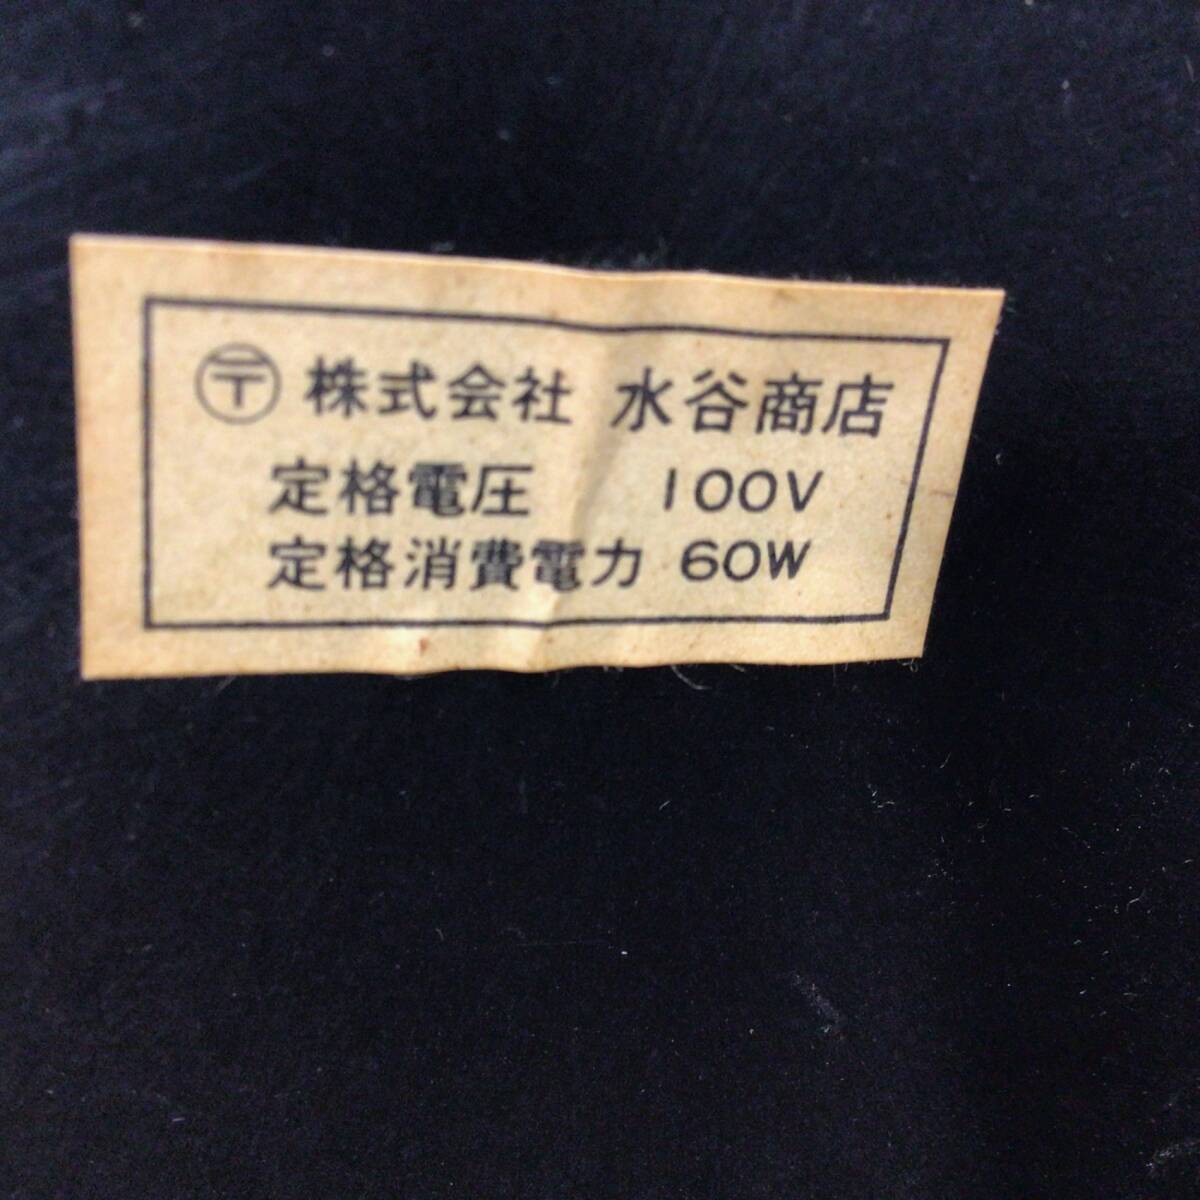 〶 株式会社 水谷商店
定格電圧 100V
定格消費電力 60W